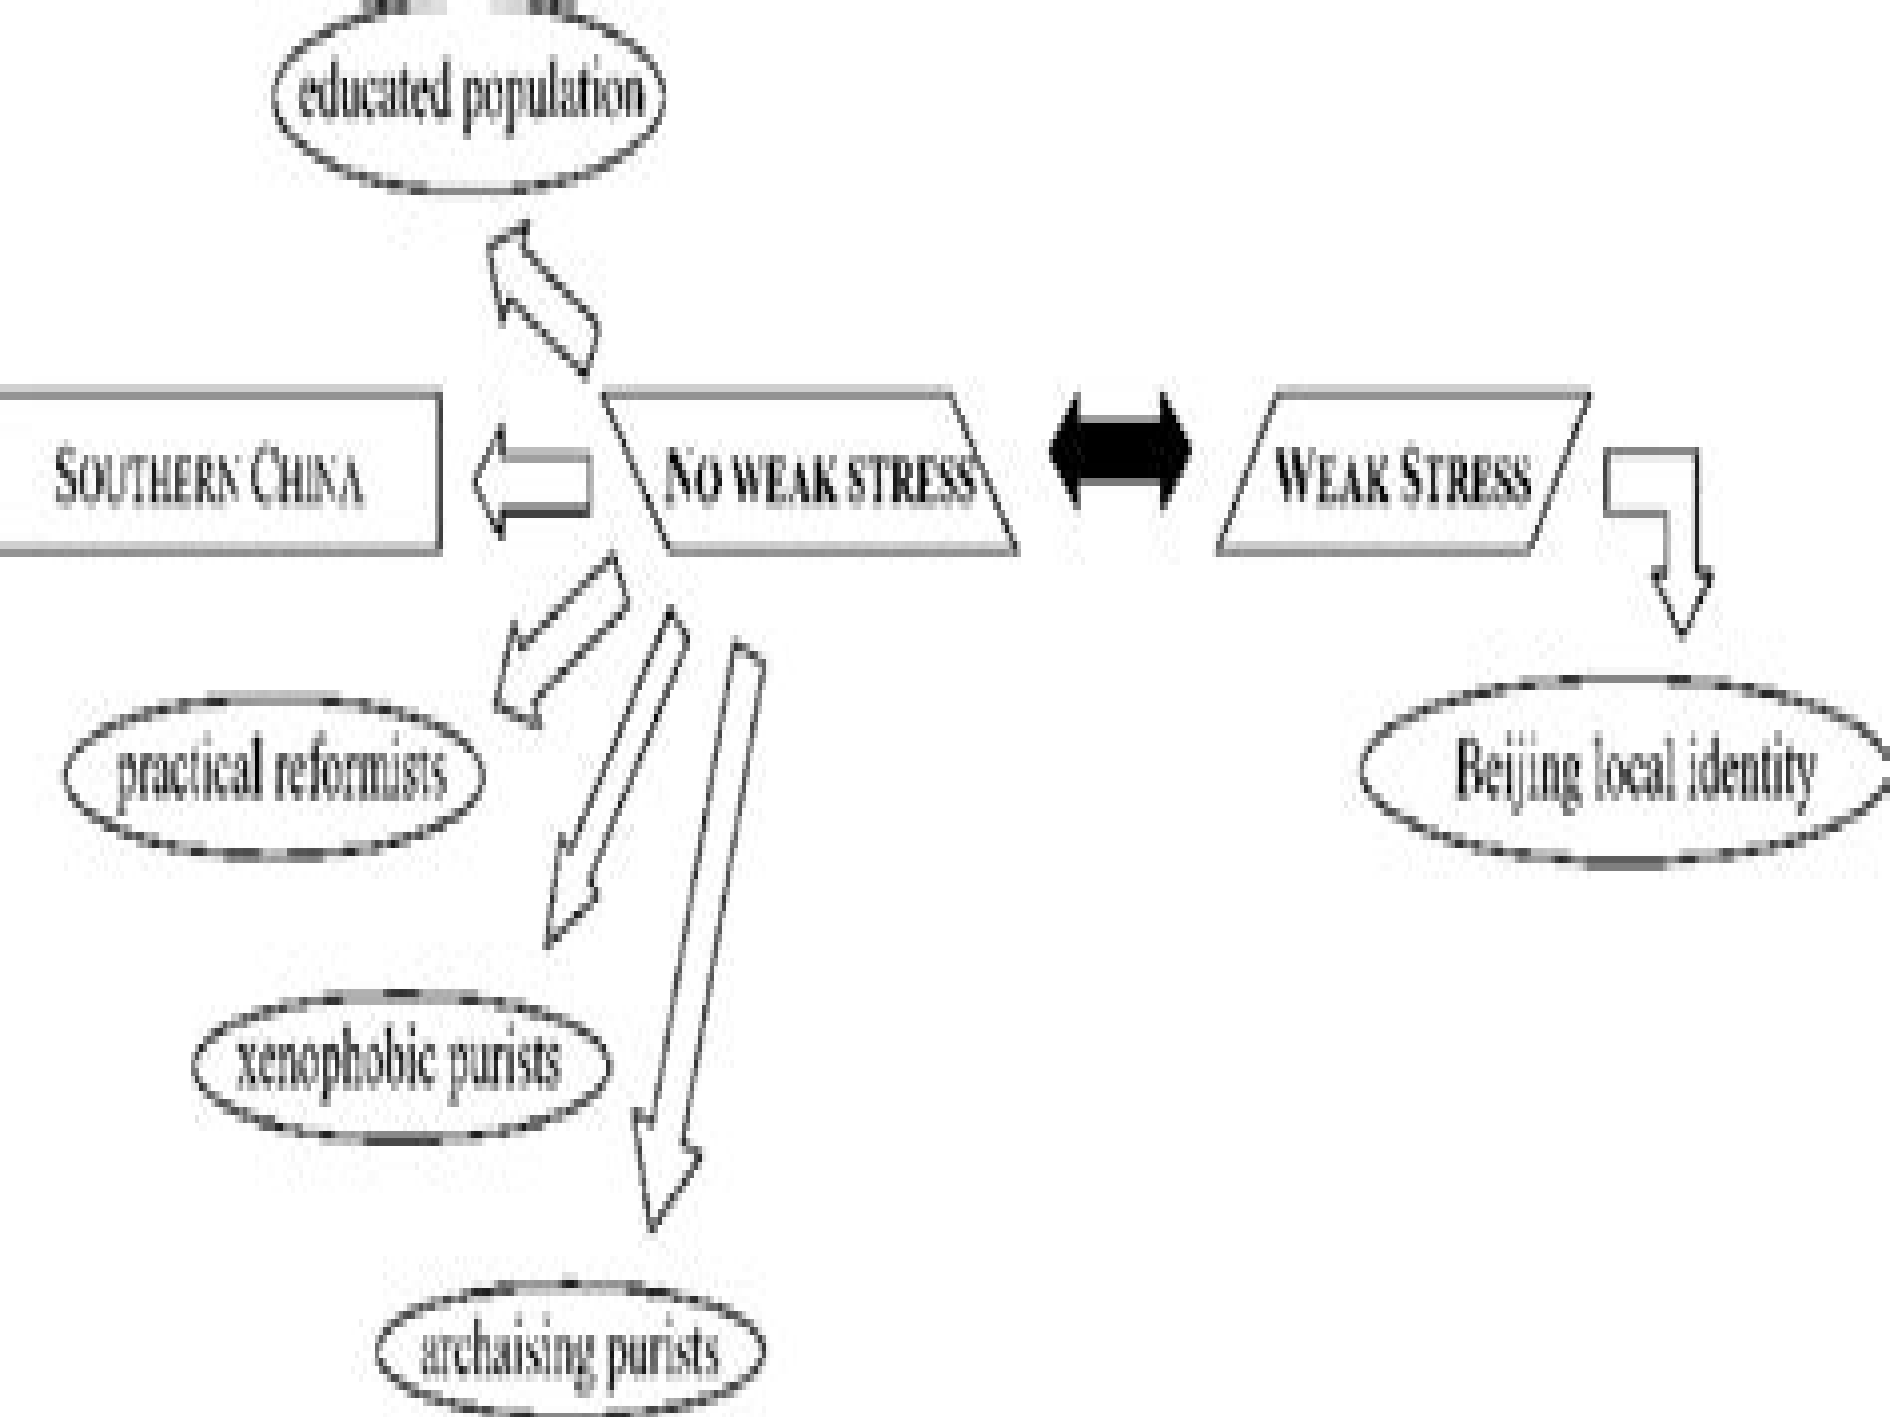 educated population
SOUTHERN CHINA
NO WEAK STRESS
WEAK STRESS
practical reformists
Beijing local identity
xenophobic purists
archaising purists